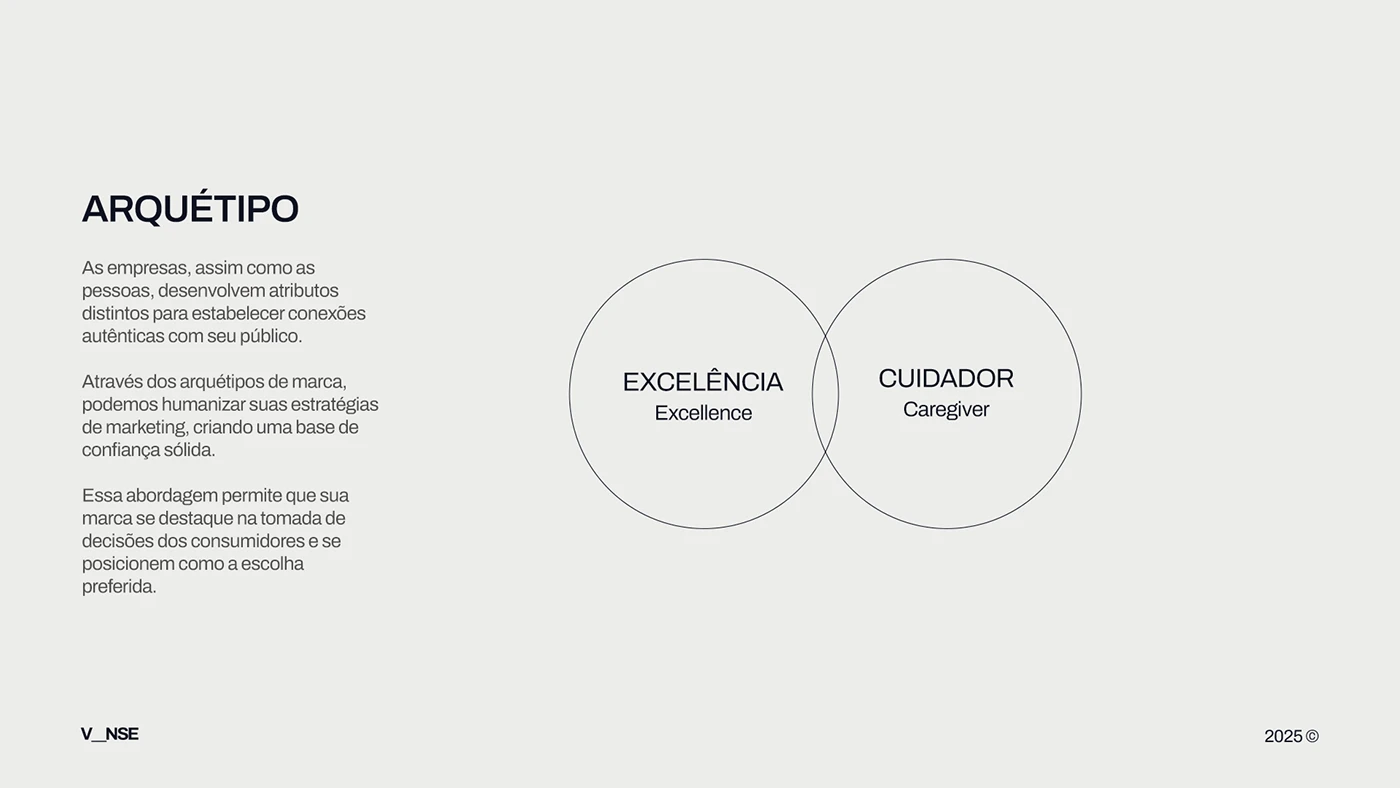 ARQUÉTIPO
As empresas, assim como as
pessoas, desenvolvem atributos
distintos para estabelecer conexões
autênticas com seu público.
Através dos arquétipos de marca,
podemos humanizar suas estratégias
de marketing, criando uma base de
confiança sólida.
Essa abordagem permite que sua
marca se destaque na tomada de
decisões dos consumidores e se
posicionem como a escolha
preferida.
EXCELÊNCIA
Excellence
CUIDADOR
Caregiver
V__NSE
2025 ©